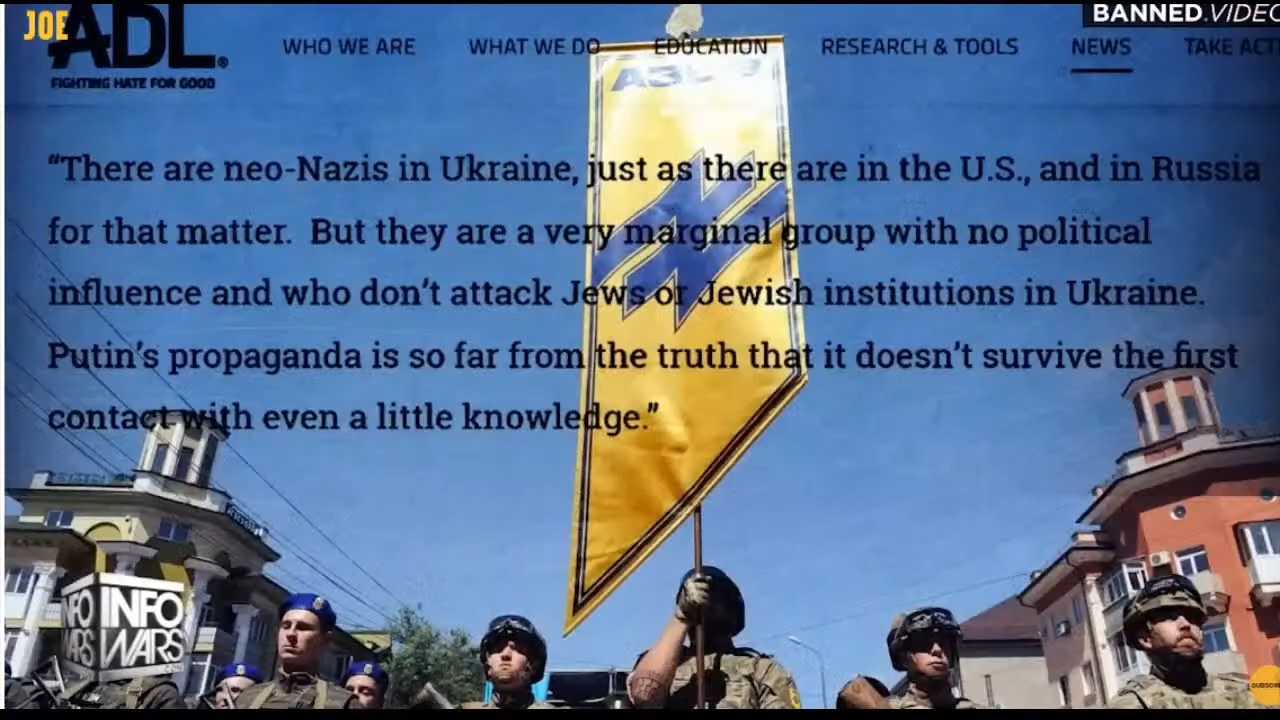 JOE
BANNED.VIDEO
ADL®
FIGHTING HATE FOR GOOD
WHO WE ARE WHAT WE DO EDUCATION RESEARCH & TOOLS NEWS TAKE
“There are neo-Nazis in Ukraine, just as there are in the U.S., and in Russia
for that matter. But they are a very marginal group with no political
influence and who don’t attack Jews or Jewish institutions in Ukraine.
Putin’s propaganda is so far from the truth that it doesn’t survive the first
contact with even a little knowledge.”
INFO
WARS